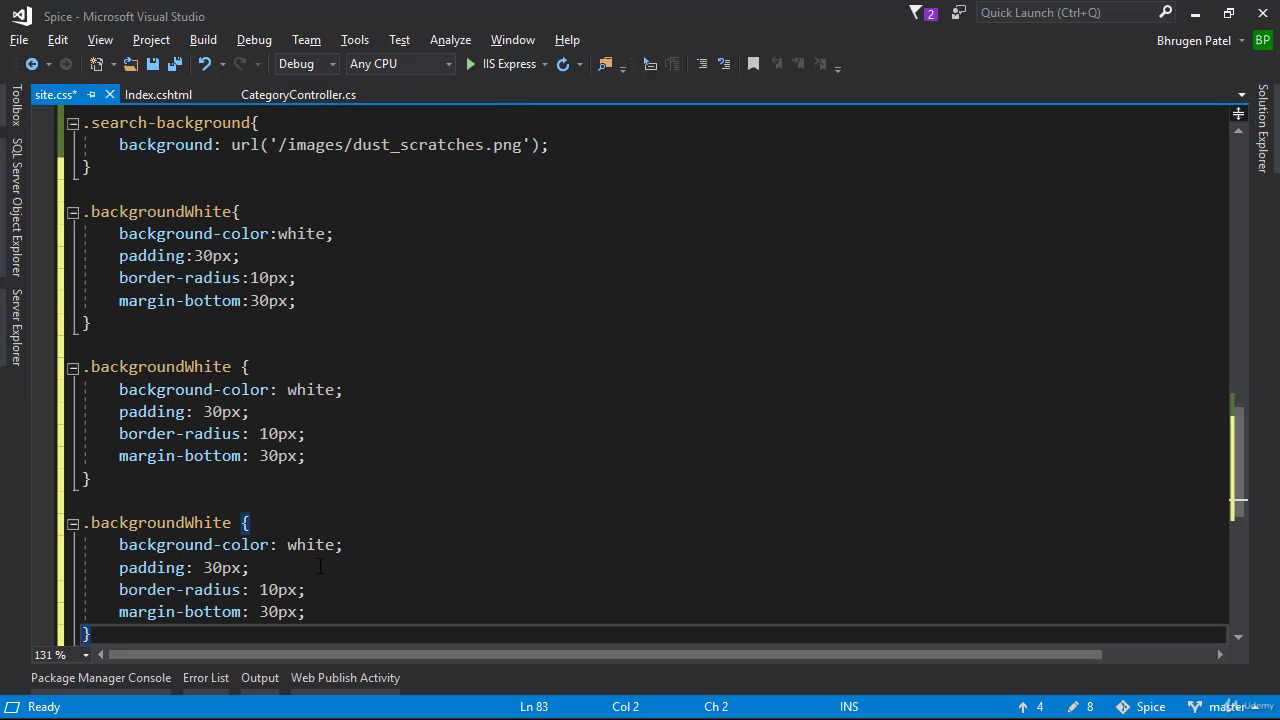 Spice - Microsoft Visual Studio
2
Quick Launch (Ctrl+Q)
File Edit View Project Build Debug Team Tools Test Analyze Window Help
Bhrugen Patel BP
Debug Any CPU IIS Express
site.css* Index.cshtml CategoryController.cs
Toolbox
SQL Server Object Explorer
Server Explorer
Solution Explorer
.search-background{
background: url('/images/dust_scratches.png');
}
.backgroundWhite{
background-color:white;
padding:30px;
border-radius:10px;
margin-bottom:30px;
}
.backgroundWhite {
background-color: white;
padding: 30px;
border-radius: 10px;
margin-bottom: 30px;
}
.backgroundWhite {
background-color: white;
padding: 30px;
border-radius: 10px;
margin-bottom: 30px;
}
131 %
Package Manager Console Error List Output Web Publish Activity
Ready Ln 83 Col 2 Ch 2 INS 4 8 Spice master
Udemy